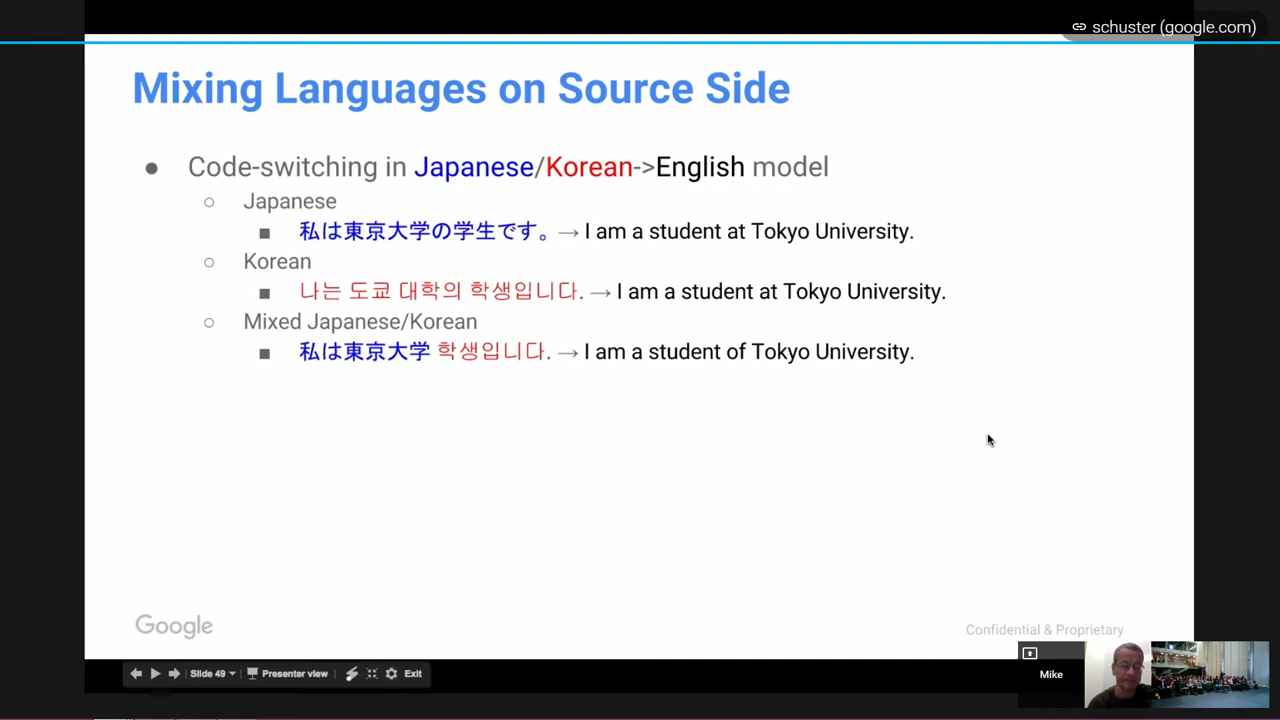 schuster (google.com)
Mixing Languages on Source Side
● Code-switching in Japanese/Korean->English model
○ Japanese
■ 私は東京大学の学生です。→ I am a student at Tokyo University.
○ Korean
■ 나는 도쿄 대학의 학생입니다. → I am a student at Tokyo University.
○ Mixed Japanese/Korean
■ 私は東京大学 학생입니다. → I am a student of Tokyo University.
Google
Confidential & Proprietary
Slide 49
Presenter view
Exit
Mike